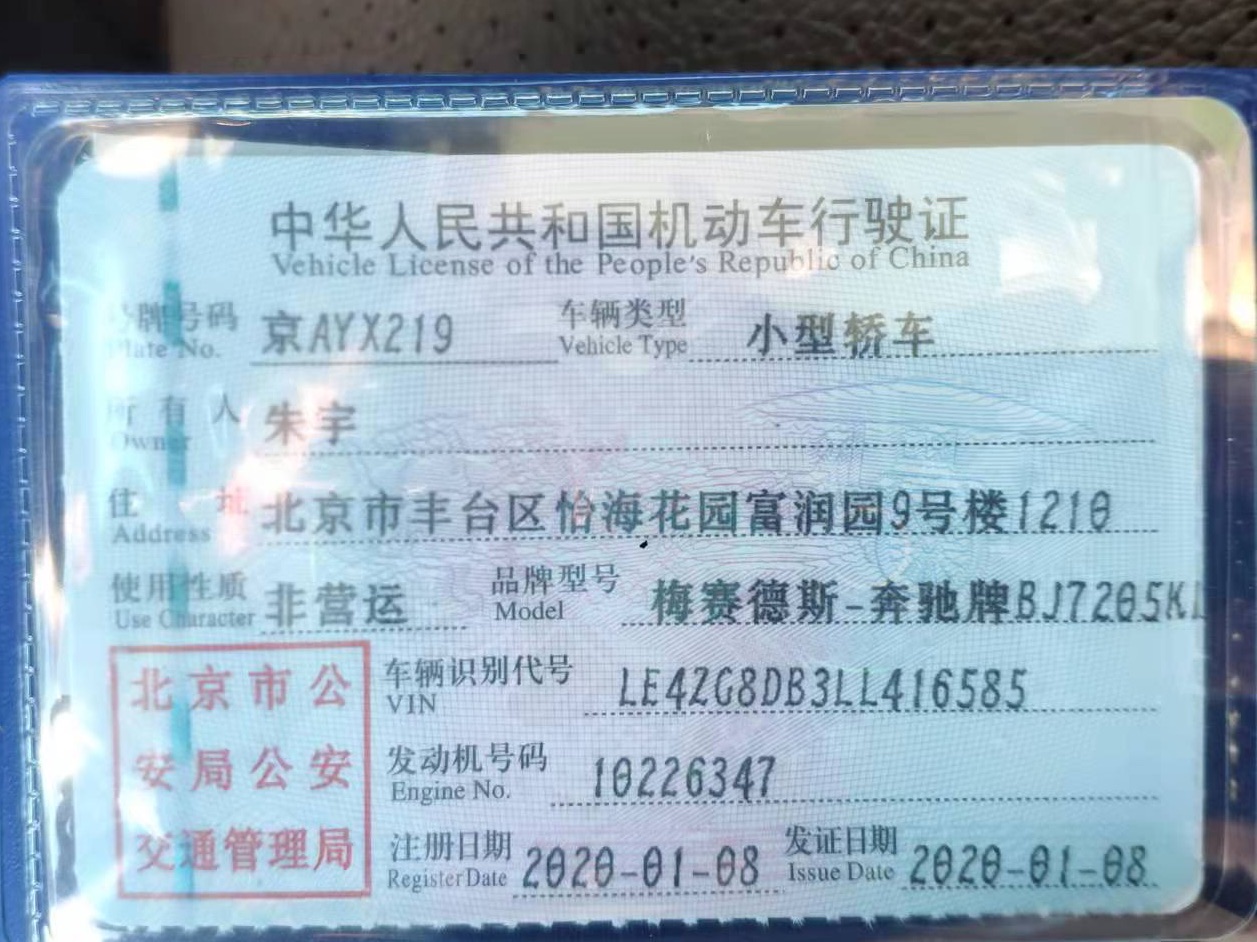 中华人民共和国机动车行驶证
Vehicle License of the People's Republic of China
号牌号码 京AYX219 车辆类型 小型轿车
Plate No. Vehicle Type
所有人 朱宇
Owner
住址 北京市丰台区怡海花园富润园9号楼1210
Address
使用性质 非营运 品牌型号 梅赛德斯-奔驰牌BJ7205K
Use Character Model
北京市公
安局公安
交通管理局
车辆识别代号 LE4ZG8DB3LL416585
VIN
发动机号码 10226347
Engine No.
注册日期 2020-01-08 发证日期 2020-01-08
Register Date Issue Date